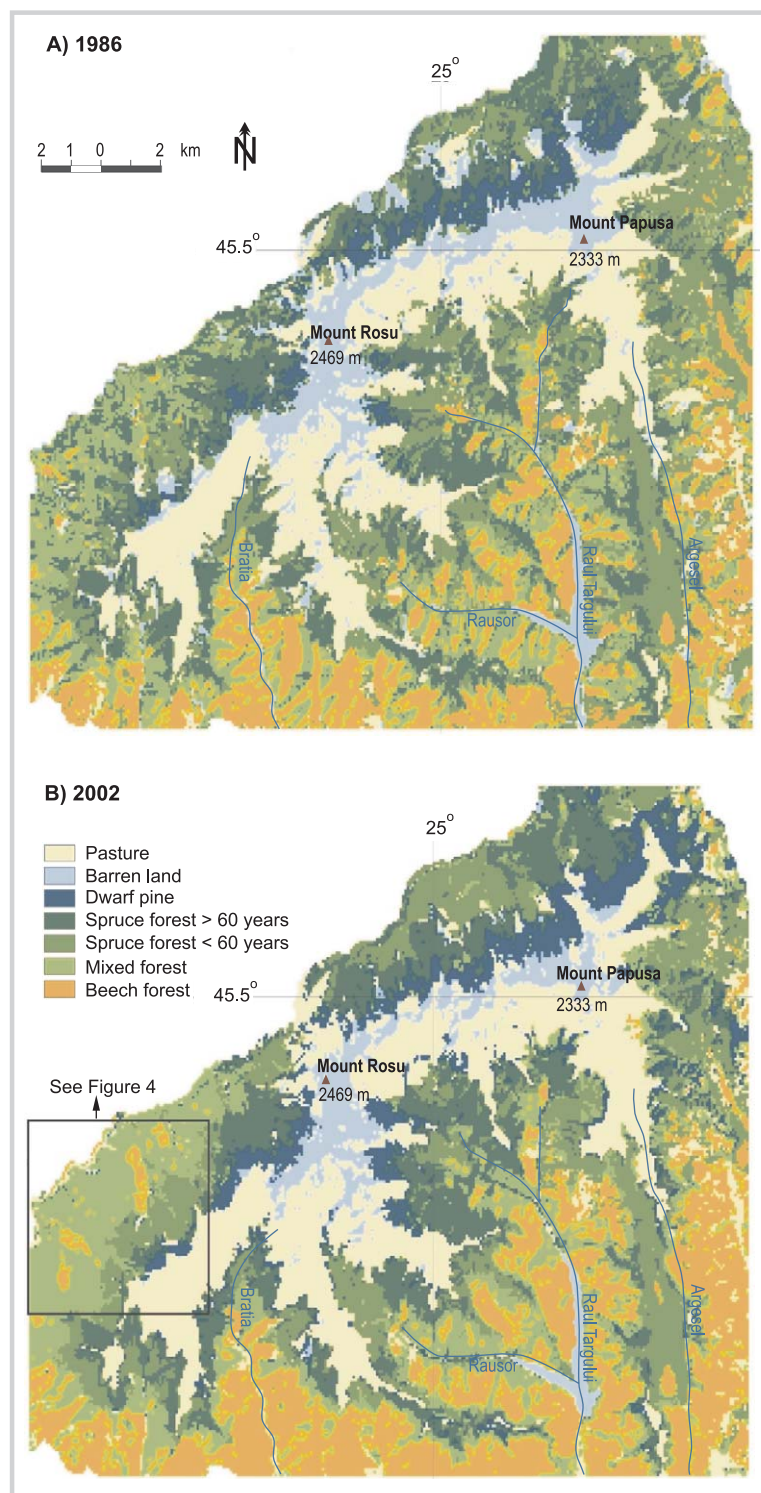 A) 1986
25°
2 1 0 2 km
N
Mount Papusa
45.5°
2333 m
Mount Rosu
2469 m
Bratia
Rausor
Raul Targului
Argesel
B) 2002
25°
Pasture
Barren land
Dwarf pine
Spruce forest > 60 years
Spruce forest < 60 years
Mixed forest
Beech forest
Mount Papusa
45.5°
2333 m
Mount Rosu
2469 m
See Figure 4
Bratia
Rausor
Raul Targului
Argesel